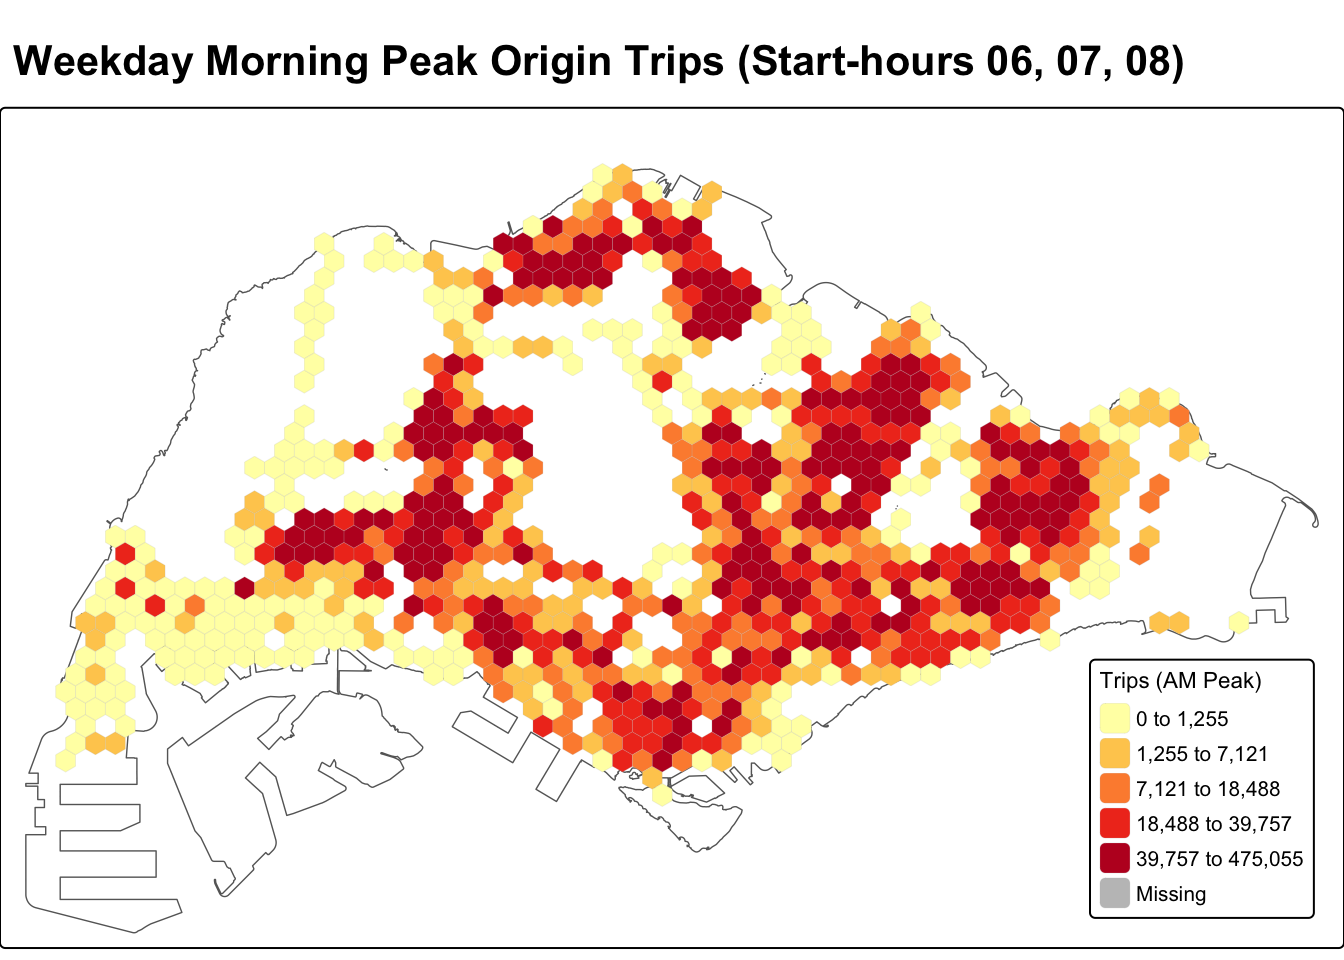 Weekday Morning Peak Origin Trips (Start-hours 06, 07, 08)
Trips (AM Peak)
0 to 1,255
1,255 to 7,121
7,121 to 18,488
18,488 to 39,757
39,757 to 475,055
Missing